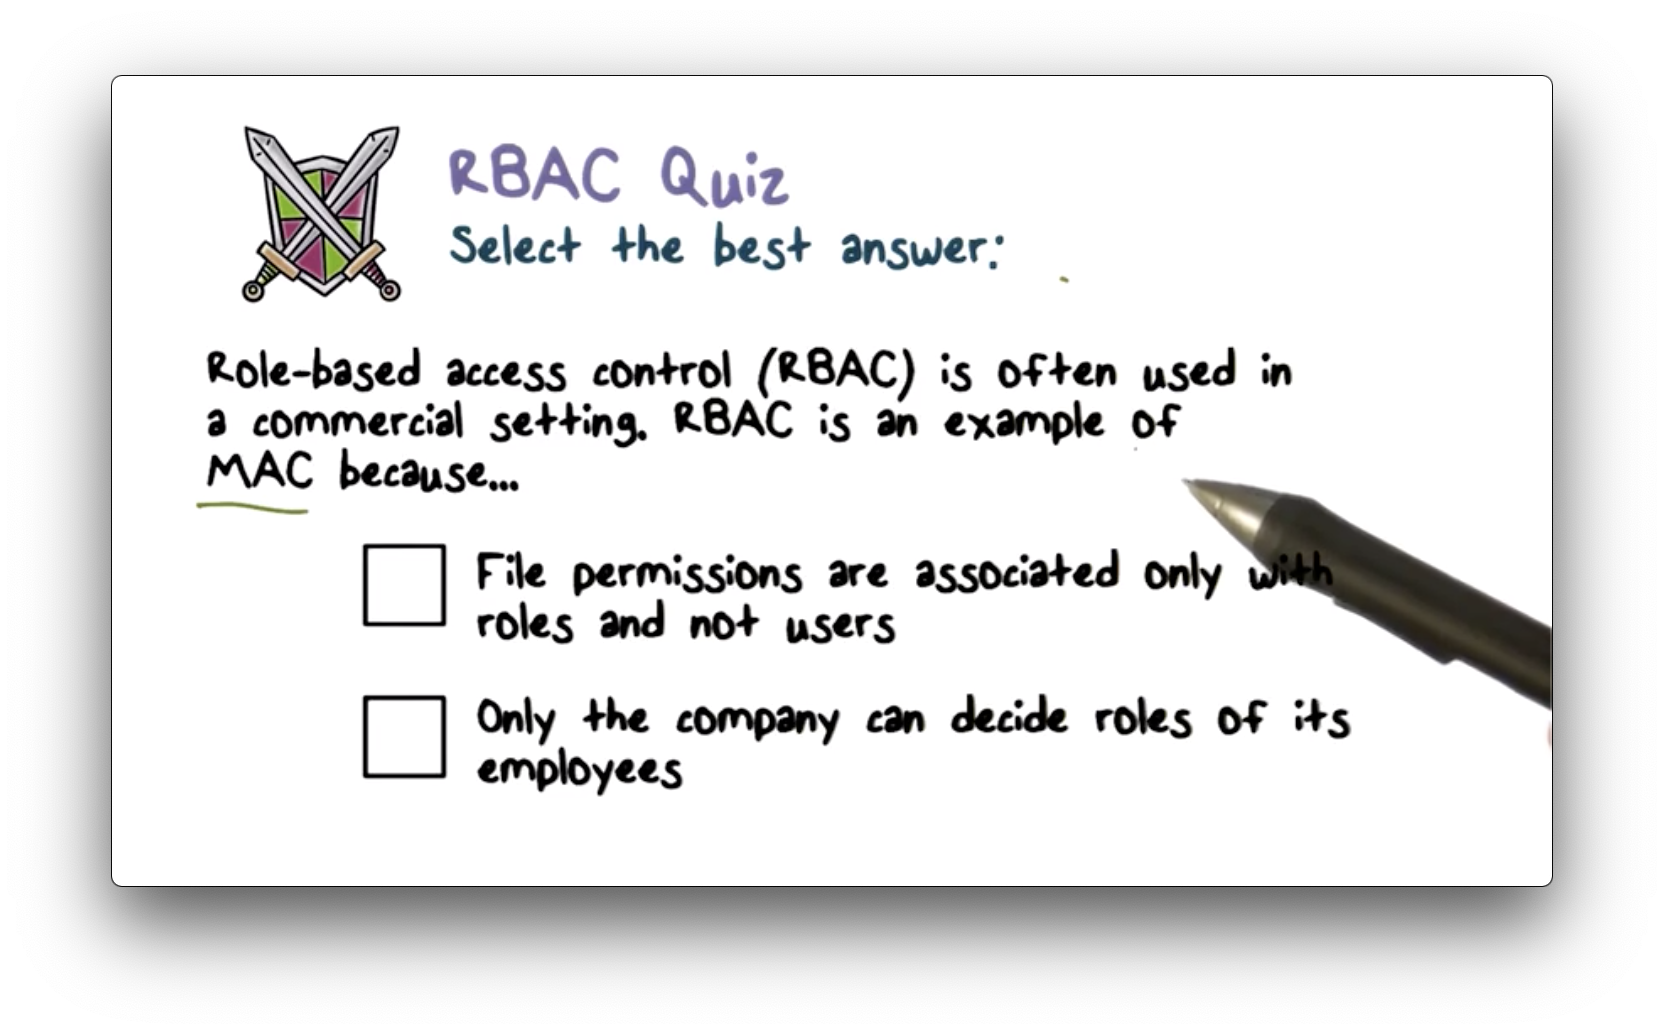 RBAC Quiz
Select the best answer:
Role-based access control (RBAC) is often used in
a commercial setting. RBAC is an example of
MAC because...
File permissions are associated only with
roles and not users
Only the company can decide roles of its
employees